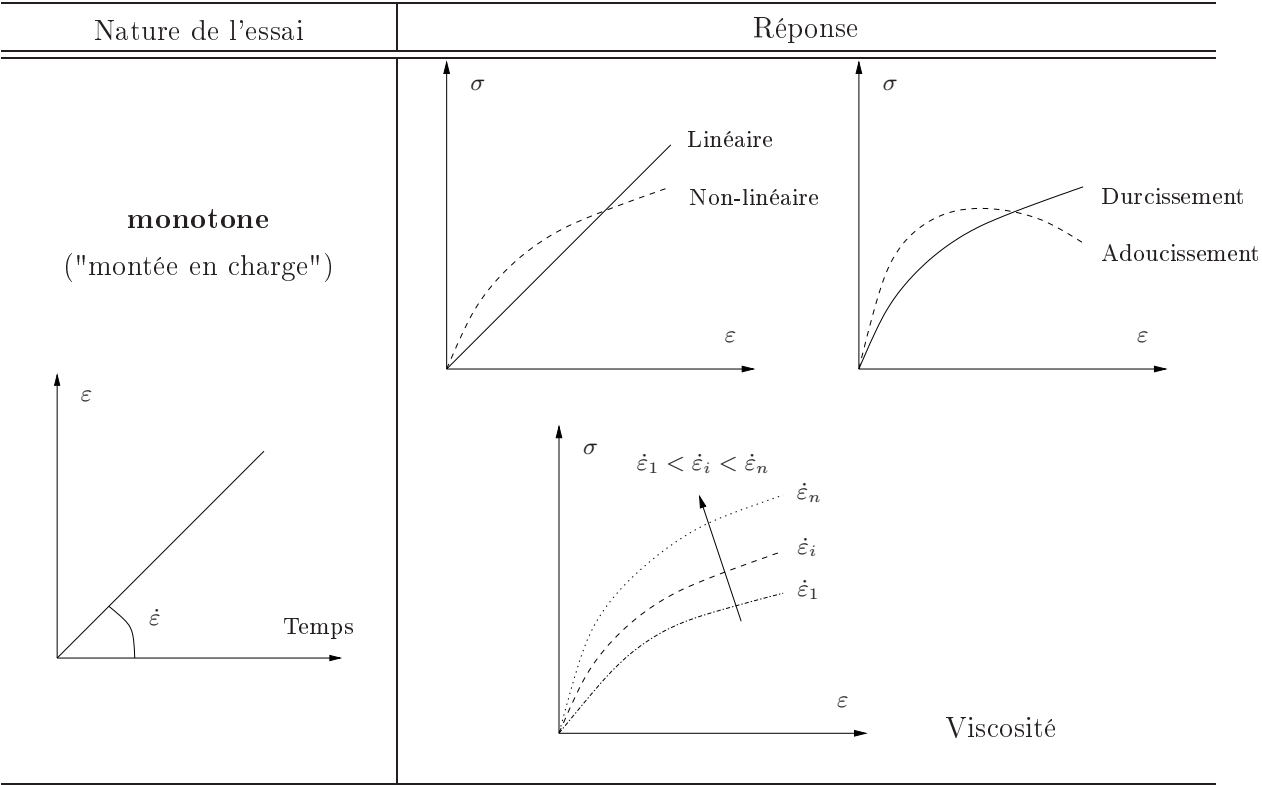 Nature de l'essai
Réponse
monotone
("montée en charge")
ε
ε̇
Temps
σ
Linéaire
Non-linéaire
ε
σ
Durcissement
Adoucissement
ε
σ
ε̇₁ < ε̇ᵢ < ε̇ₙ
ε̇ₙ
ε̇ᵢ
ε̇₁
ε
Viscosité